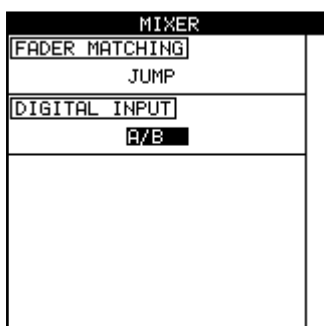 MIXER
FADER MATCHING
JUMP
DIGITAL INPUT
A/B